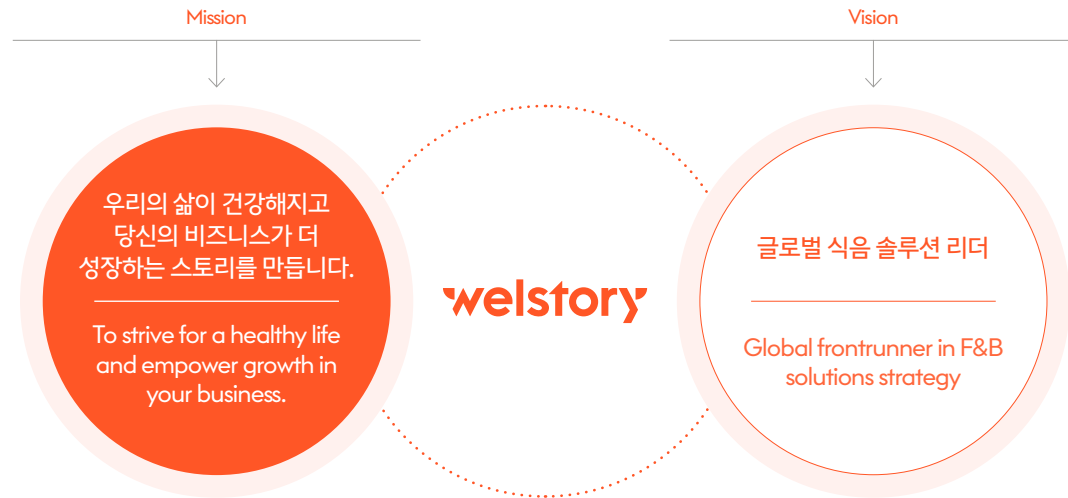 Mission
우리의 삶이 건강해지고
당신의 비즈니스가 더
성장하는 스토리를 만듭니다.
To strive for a healthy life
and empower growth in
your business.
welstory
Vision
글로벌 식음 솔루션 리더
Global frontrunner in F&B
solutions strategy